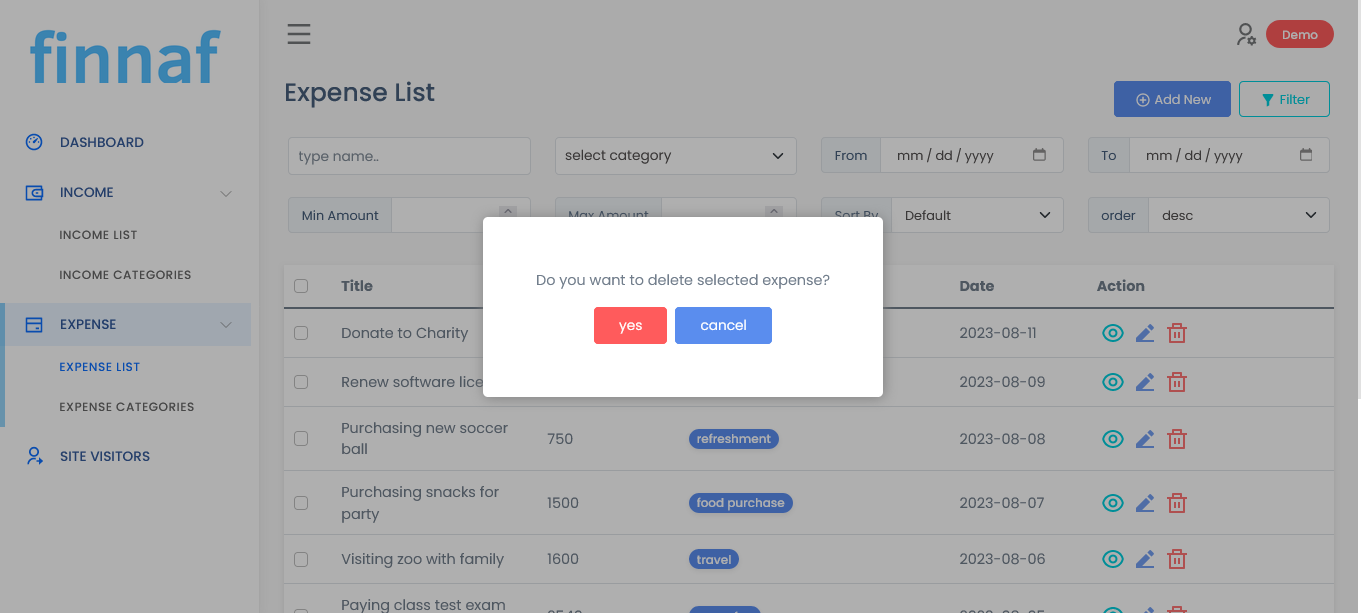 finnaf
Demo
Expense List
Add New
Filter
DASHBOARD
INCOME
INCOME LIST
INCOME CATEGORIES
EXPENSE
EXPENSE LIST
EXPENSE CATEGORIES
SITE VISITORS
type name..
select category
From
mm / dd / yyyy
To
mm / dd / yyyy
Min Amount
Max Amount
Sort By
Default
order
desc
Do you want to delete selected expense?
yes
cancel
Title
Date
Action
Donate to Charity
2023-08-11
Renew software lice
2023-08-09
Purchasing new soccer
ball
750
refreshment
2023-08-08
Purchasing snacks for
party
1500
food purchase
2023-08-07
Visiting zoo with family
1600
travel
2023-08-06
Paying class test exam